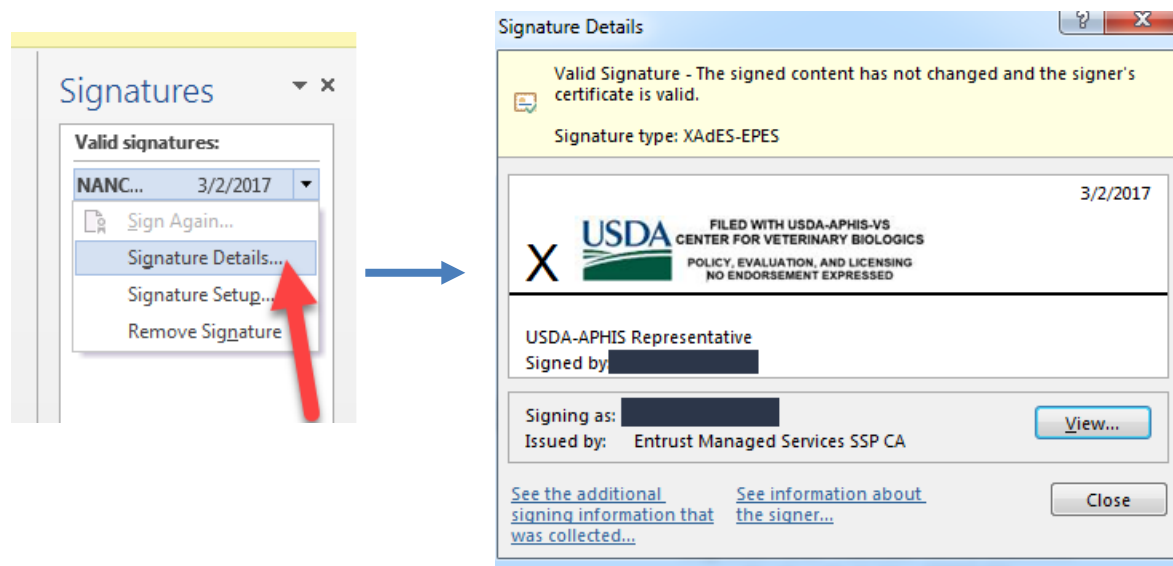 Signatures
Valid signatures:
NANC... 3/2/2017
Sign Again...
Signature Details...
Signature Setup...
Remove Signature
Signature Details
Valid Signature - The signed content has not changed and the signer's
certificate is valid.
Signature type: XAdES-EPES
3/2/2017
X
USDA
FILED WITH USDA-APHIS-VS
CENTER FOR VETERINARY BIOLOGICS
POLICY, EVALUATION, AND LICENSING
NO ENDORSEMENT EXPRESSED
USDA-APHIS Representative
Signed by
Signing as:
Issued by: Entrust Managed Services SSP CA
View...
See the additional
signing information that
was collected...
See information about
the signer...
Close